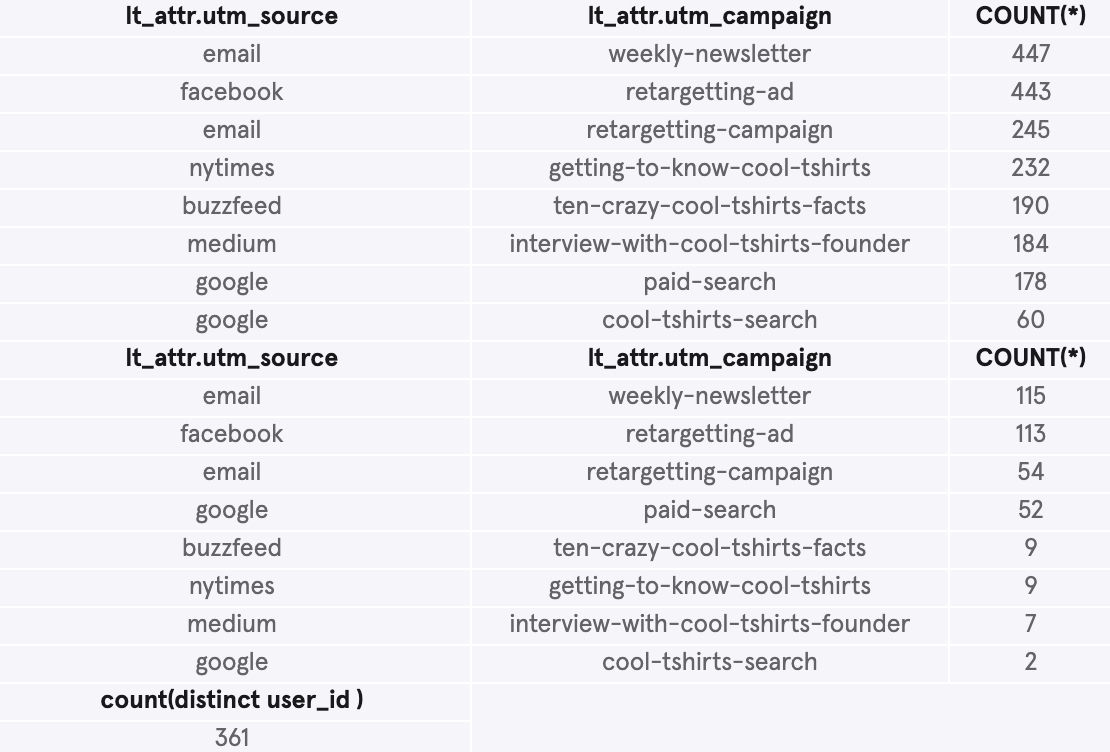 lt_attr.utm_source lt_attr.utm_campaign COUNT(*)
email weekly-newsletter 447
facebook retargetting-ad 443
email retargetting-campaign 245
nytimes getting-to-know-cool-tshirts 232
buzzfeed ten-crazy-cool-tshirts-facts 190
medium interview-with-cool-tshirts-founder 184
google paid-search 178
google cool-tshirts-search 60
lt_attr.utm_source lt_attr.utm_campaign COUNT(*)
email weekly-newsletter 115
facebook retargetting-ad 113
email retargetting-campaign 54
google paid-search 52
buzzfeed ten-crazy-cool-tshirts-facts 9
nytimes getting-to-know-cool-tshirts 9
medium interview-with-cool-tshirts-founder 7
google cool-tshirts-search 2
count(distinct user_id )
361